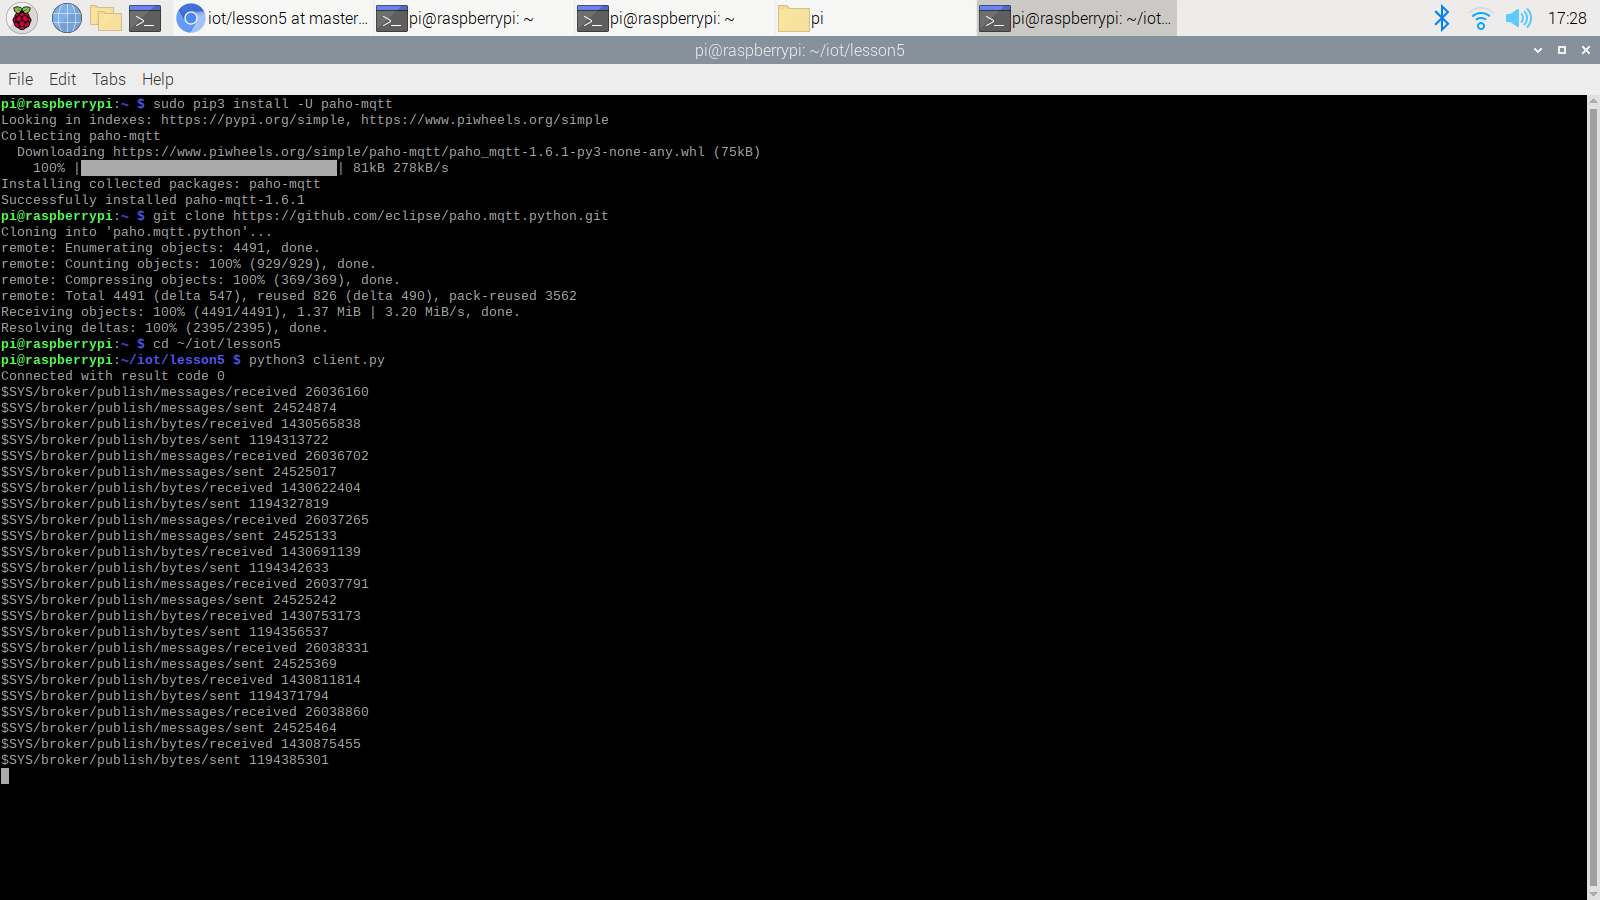 iot/lesson5 at master...
pi@raspberrypi: ~
pi@raspberrypi: ~
pi
pi@raspberrypi: ~/iot...
17:28
pi@raspberrypi: ~/iot/lesson5
File Edit Tabs Help
pi@raspberrypi:~ $ sudo pip3 install -U paho-mqtt
Looking in indexes: https://pypi.org/simple, https://www.piwheels.org/simple
Collecting paho-mqtt
  Downloading https://www.piwheels.org/simple/paho-mqtt/paho_mqtt-1.6.1-py3-none-any.whl (75kB)
    100% |████████████████████████████████| 81kB 278kB/s
Installing collected packages: paho-mqtt
Successfully installed paho-mqtt-1.6.1
pi@raspberrypi:~ $ git clone https://github.com/eclipse/paho.mqtt.python.git
Cloning into 'paho.mqtt.python'...
remote: Enumerating objects: 4491, done.
remote: Counting objects: 100% (929/929), done.
remote: Compressing objects: 100% (369/369), done.
remote: Total 4491 (delta 547), reused 826 (delta 490), pack-reused 3562
Receiving objects: 100% (4491/4491), 1.37 MiB | 3.20 MiB/s, done.
Resolving deltas: 100% (2395/2395), done.
pi@raspberrypi:~ $ cd ~/iot/lesson5
pi@raspberrypi:~/iot/lesson5 $ python3 client.py
Connected with result code 0
$SYS/broker/publish/messages/received 26036160
$SYS/broker/publish/messages/sent 24524874
$SYS/broker/publish/bytes/received 1430565838
$SYS/broker/publish/bytes/sent 1194313722
$SYS/broker/publish/messages/received 26036702
$SYS/broker/publish/messages/sent 24525017
$SYS/broker/publish/bytes/received 1430622404
$SYS/broker/publish/bytes/sent 1194327819
$SYS/broker/publish/messages/received 26037265
$SYS/broker/publish/messages/sent 24525133
$SYS/broker/publish/bytes/received 1430691139
$SYS/broker/publish/bytes/sent 1194342633
$SYS/broker/publish/messages/received 26037791
$SYS/broker/publish/messages/sent 24525242
$SYS/broker/publish/bytes/received 1430753173
$SYS/broker/publish/bytes/sent 1194356537
$SYS/broker/publish/messages/received 26038331
$SYS/broker/publish/messages/sent 24525369
$SYS/broker/publish/bytes/received 1430811814
$SYS/broker/publish/bytes/sent 1194371794
$SYS/broker/publish/messages/received 26038860
$SYS/broker/publish/messages/sent 24525464
$SYS/broker/publish/bytes/received 1430875455
$SYS/broker/publish/bytes/sent 1194385301